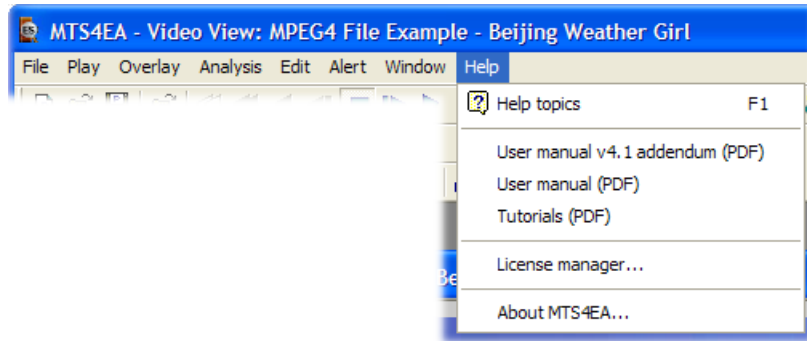 MTS4EA - Video View: MPEG4 File Example - Beijing Weather Girl
File Play Overlay Analysis Edit Alert Window Help
Help topics F1
User manual v4.1 addendum (PDF)
User manual (PDF)
Tutorials (PDF)
License manager...
About MTS4EA...